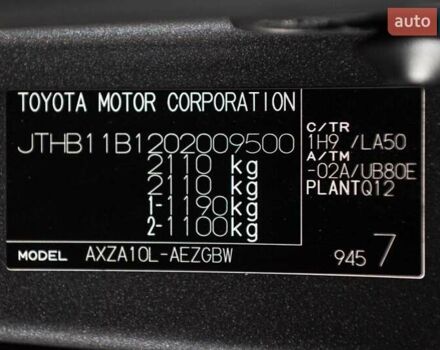 auto
TOYOTA MOTOR CORPORATION
JTHB11B1202009500
2110 kg
2110 kg
1-1190kg
2-1100kg
MODEL AXZA10L-AEZGBW
C/TR
1H9 /LA50
A/TM
-02A/UB80E
PLANTQ12
945 7